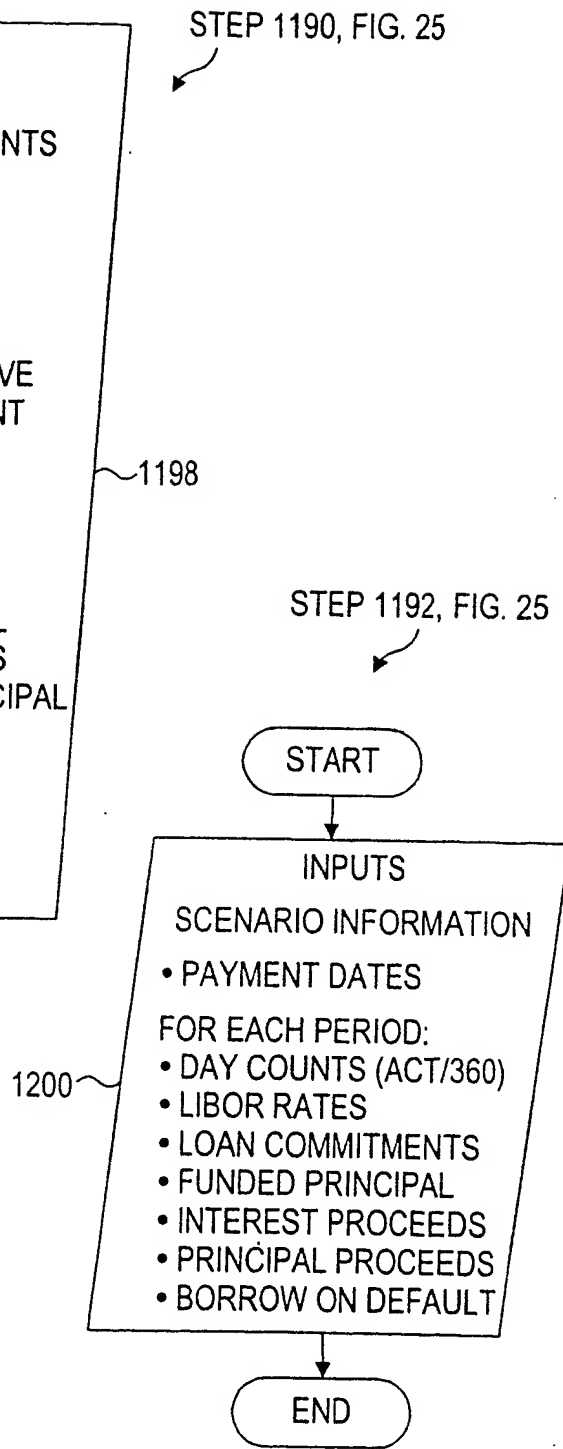 STEP 1190, FIG. 25
NTS
VE
NT
1198
S
CIPAL
STEP 1192, FIG. 25
START
INPUTS
SCENARIO INFORMATION
• PAYMENT DATES
FOR EACH PERIOD:
• DAY COUNTS (ACT/360)
• LIBOR RATES
• LOAN COMMITMENTS
• FUNDED PRINCIPAL
• INTEREST PROCEEDS
• PRINCIPAL PROCEEDS
• BORROW ON DEFAULT
1200
END